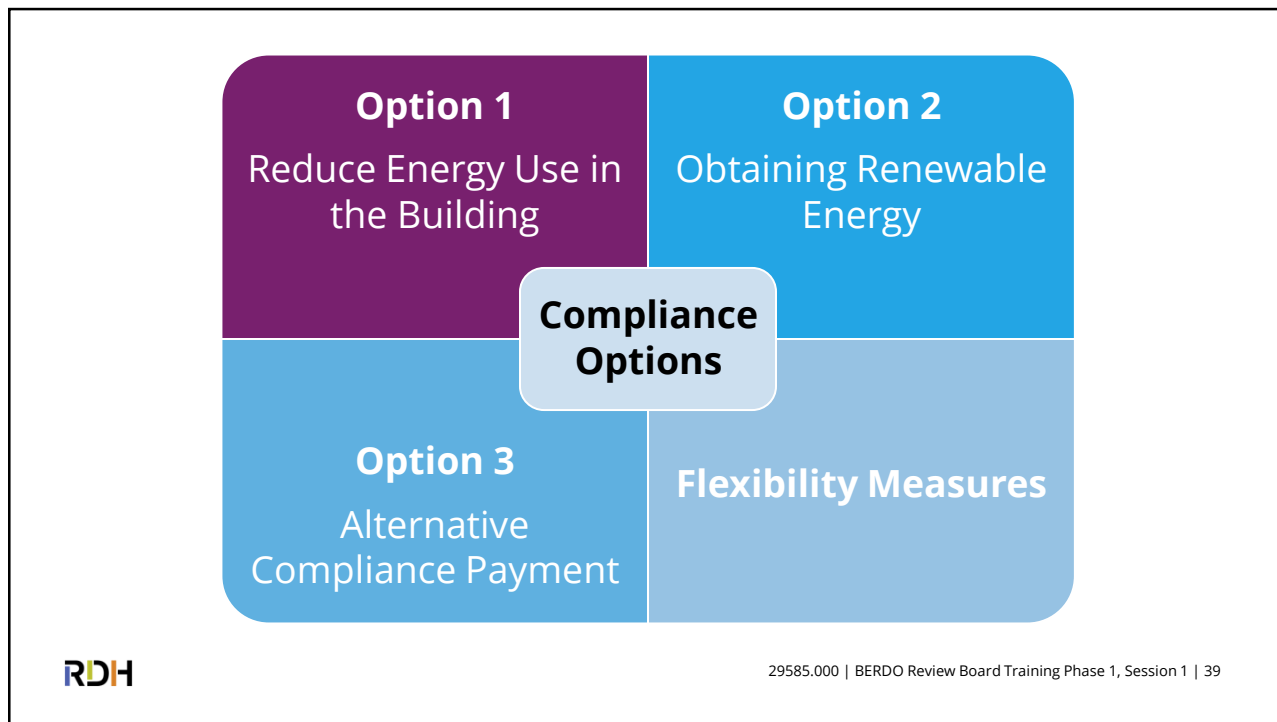 Option 1
Reduce Energy Use in
the Building
Option 2
Obtaining Renewable
Energy
Compliance
Options
Option 3
Alternative
Compliance Payment
Flexibility Measures
RDH
29585.000 | BERDO Review Board Training Phase 1, Session 1 | 39